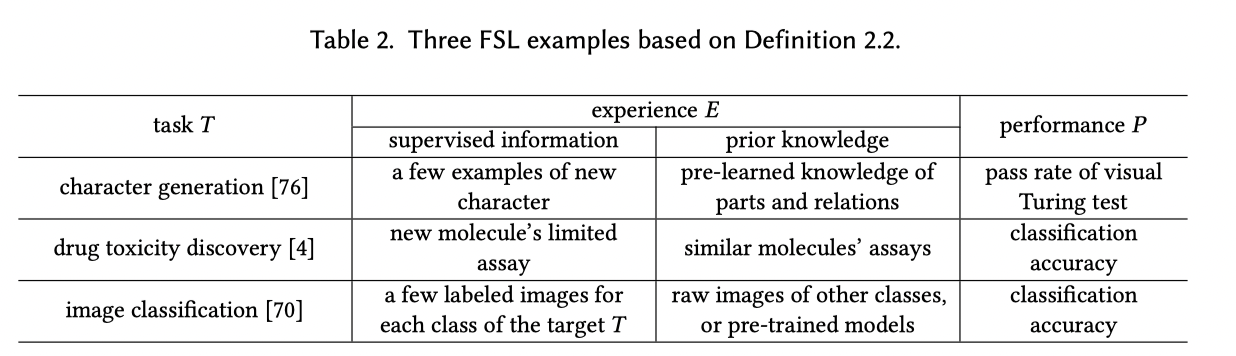 Table 2. Three FSL examples based on Definition 2.2.
task T
experience E
performance P
supervised information
prior knowledge
character generation [76]
a few examples of new
character
pre-learned knowledge of
parts and relations
pass rate of visual
Turing test
drug toxicity discovery [4]
new molecule’s limited
assay
similar molecules’ assays
classification
accuracy
image classification [70]
a few labeled images for
each class of the target T
raw images of other classes,
or pre-trained models
classification
accuracy